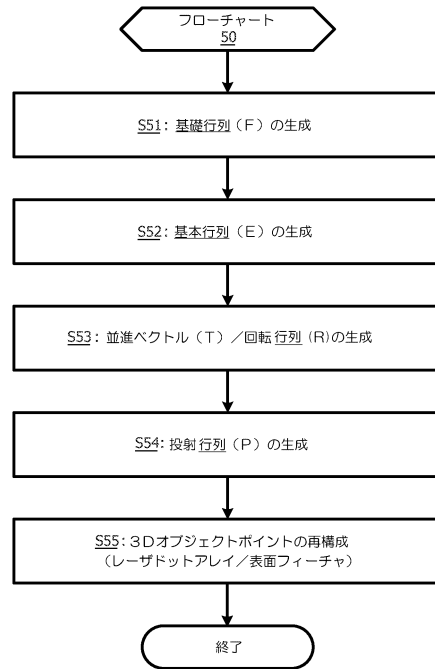 フローチャート
50
S51：基礎行列（F）の生成
S52：基本行列（E）の生成
S53：並進ベクトル（T）／回転行列(R)の生成
S54：投射行列（P）の生成
S55：3Dオブジェクトポイントの再構成
（レーザドットアレイ／表面フィーチャ）
終了